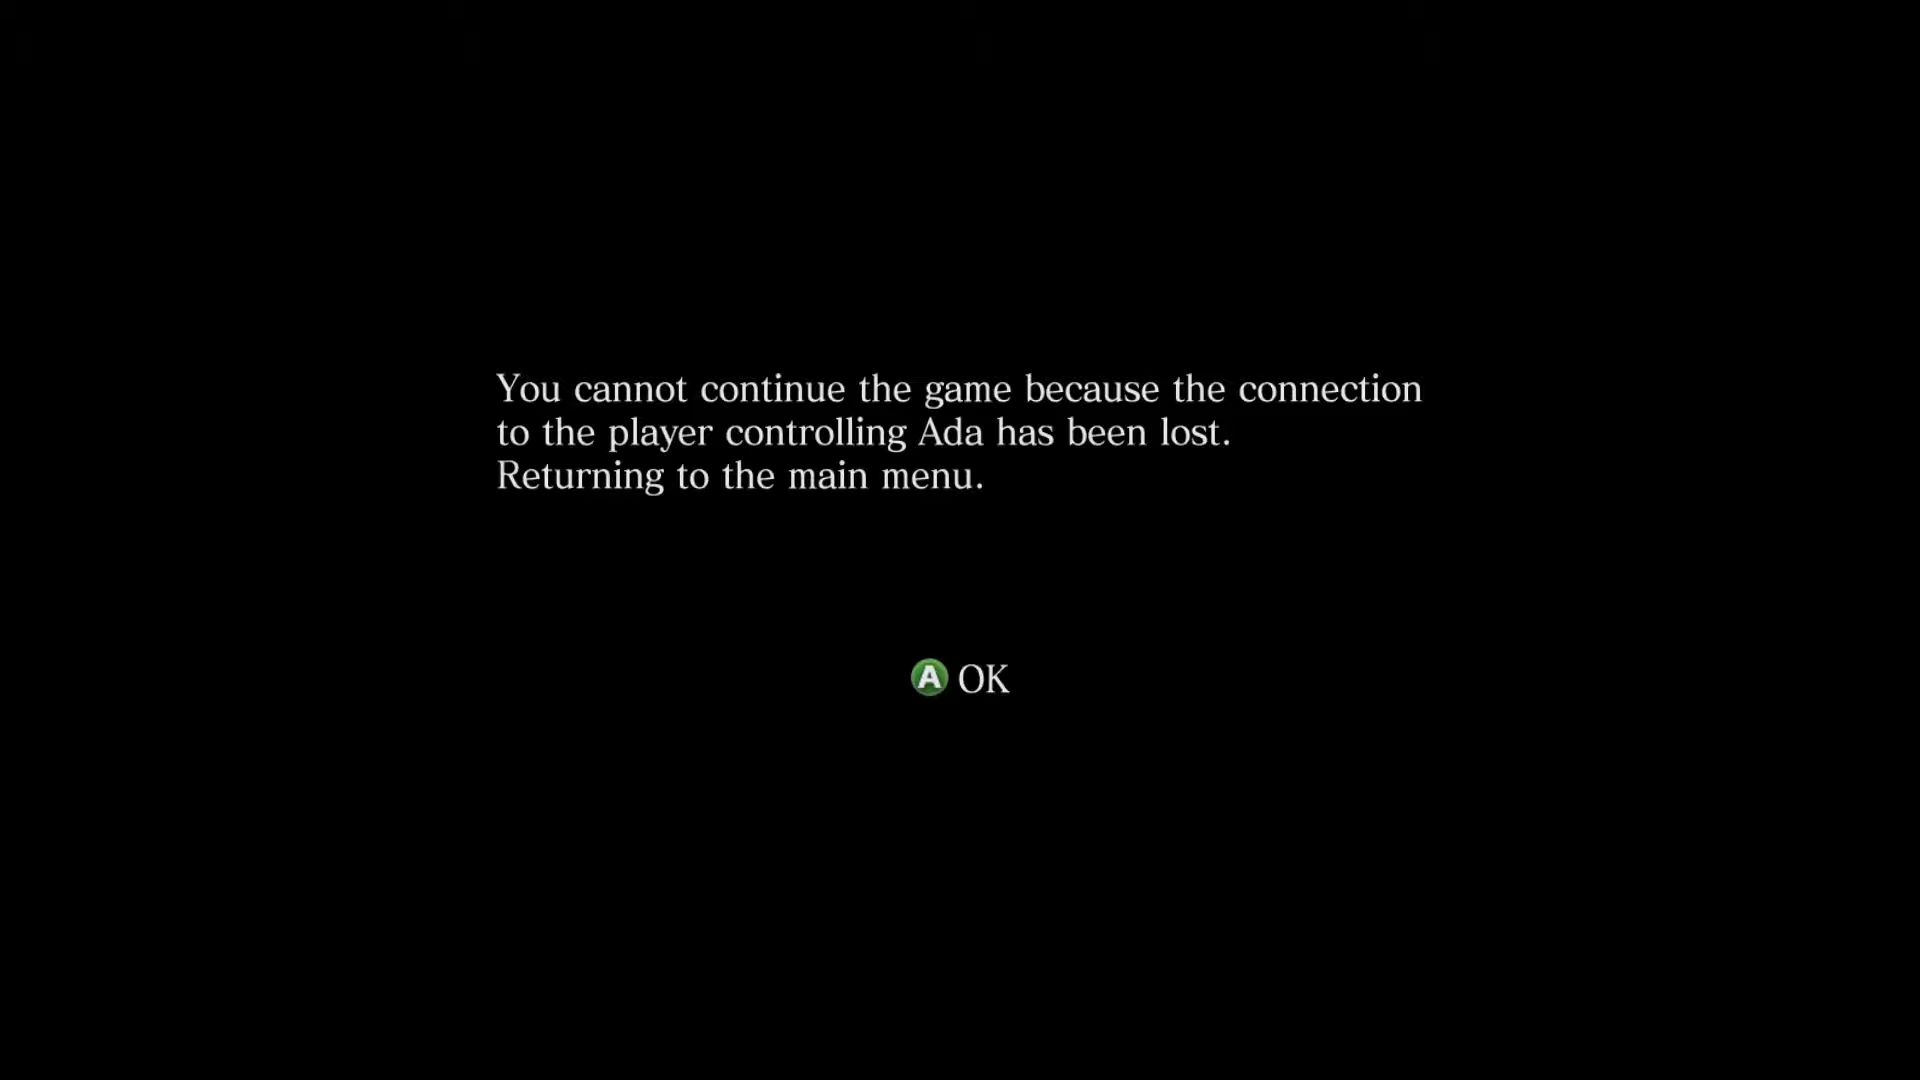 You cannot continue the game because the connection
to the player controlling Ada has been lost.
Returning to the main menu.
A OK